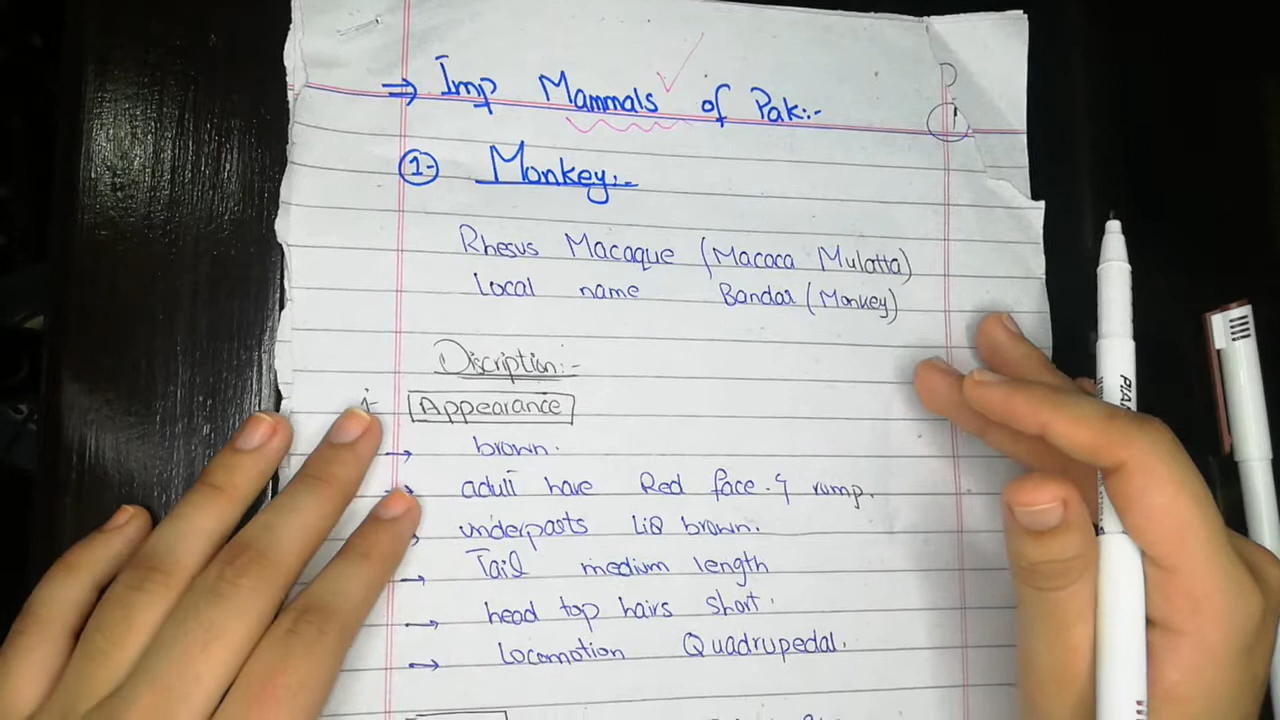 ⇒ Imp Mammals of Pak:-
1- Monkey:-
Rhesus Macaque (Macaca Mulatta)
Local name Bandar (Monkey)
Discription:-
i- Appearance
→ brown.
→ adult have Red face & rump.
→ underparts brown.
→ Tail medium length
→ head top hairs short.
→ Locomotion Quadrupedal.